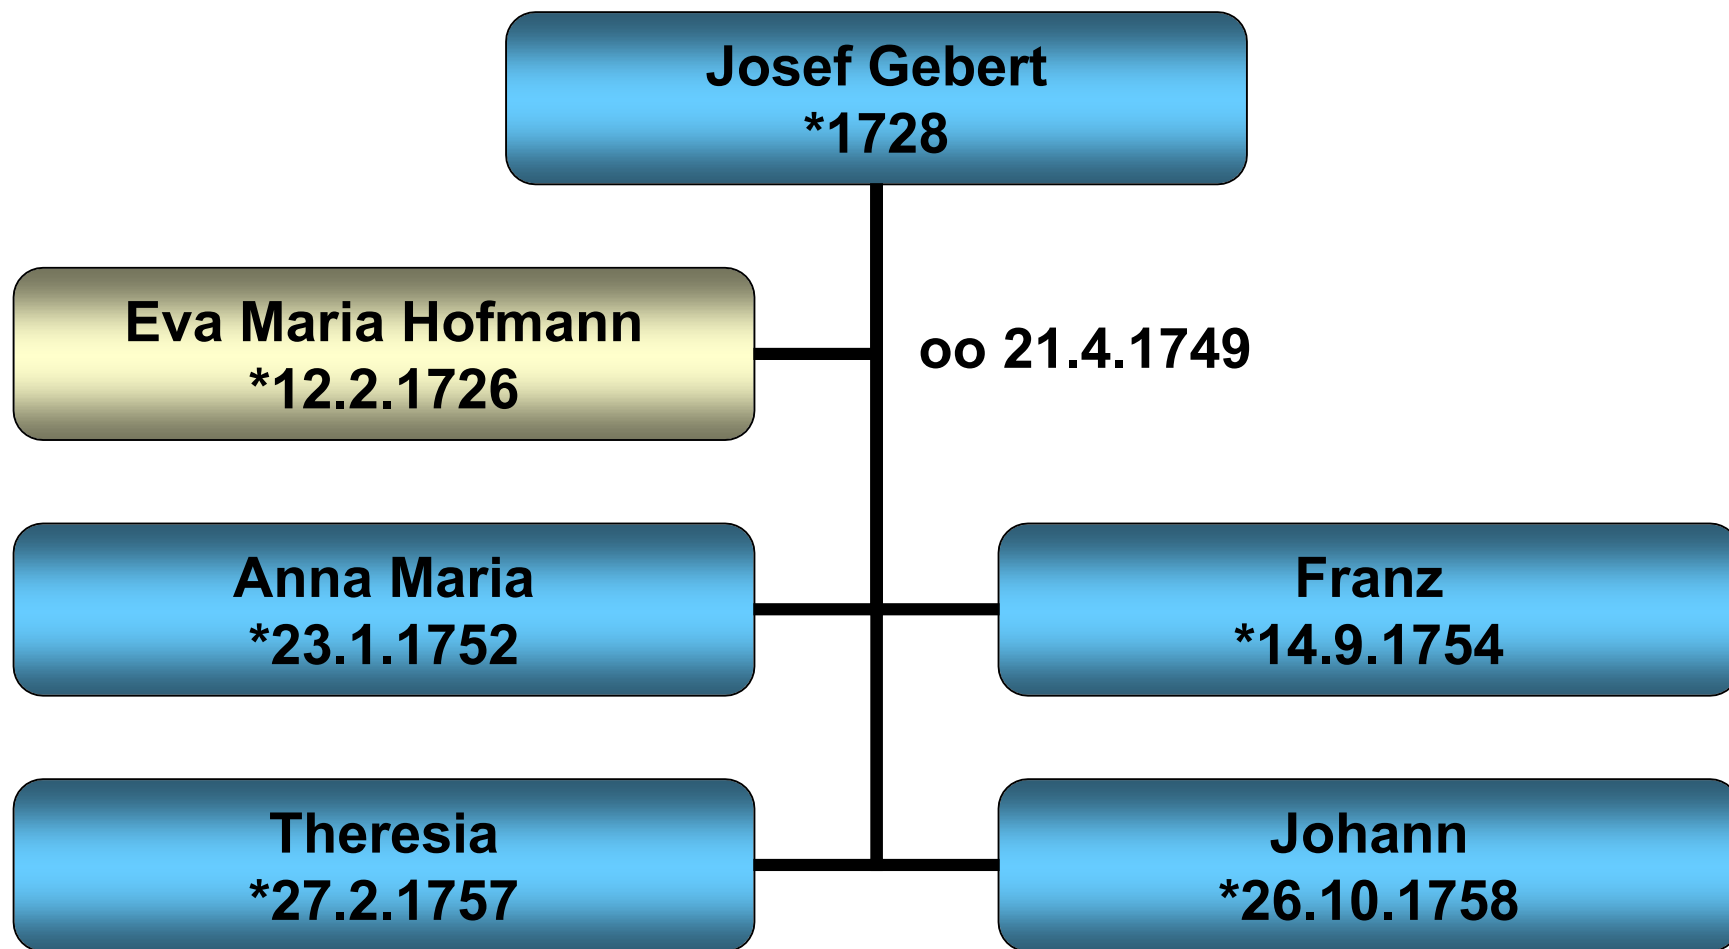 Josef Gebert
*1728
Eva Maria Hofmann
*12.2.1726
oo 21.4.1749
Anna Maria
*23.1.1752
Franz
*14.9.1754
Theresia
*27.2.1757
Johann
*26.10.1758